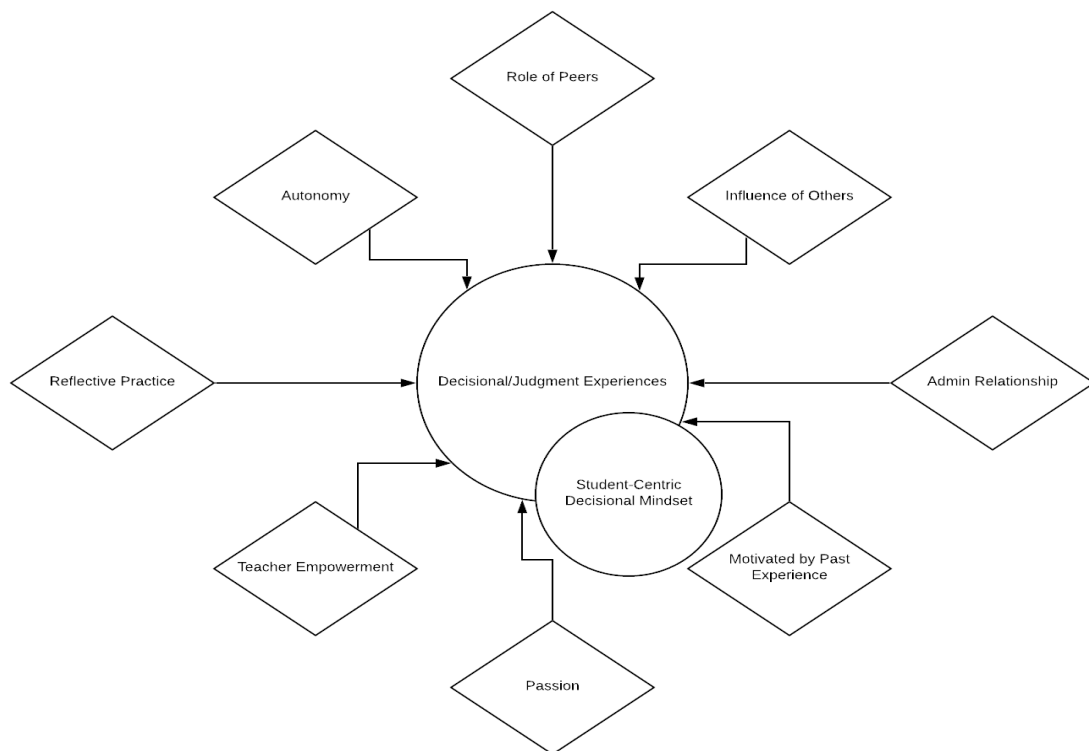 Role of Peers
Autonomy
Influence of Others
Reflective Practice
Decisional/Judgment Experiences
Admin Relationship
Student-Centric
Decisional Mindset
Teacher Empowerment
Motivated by Past
Experience
Passion